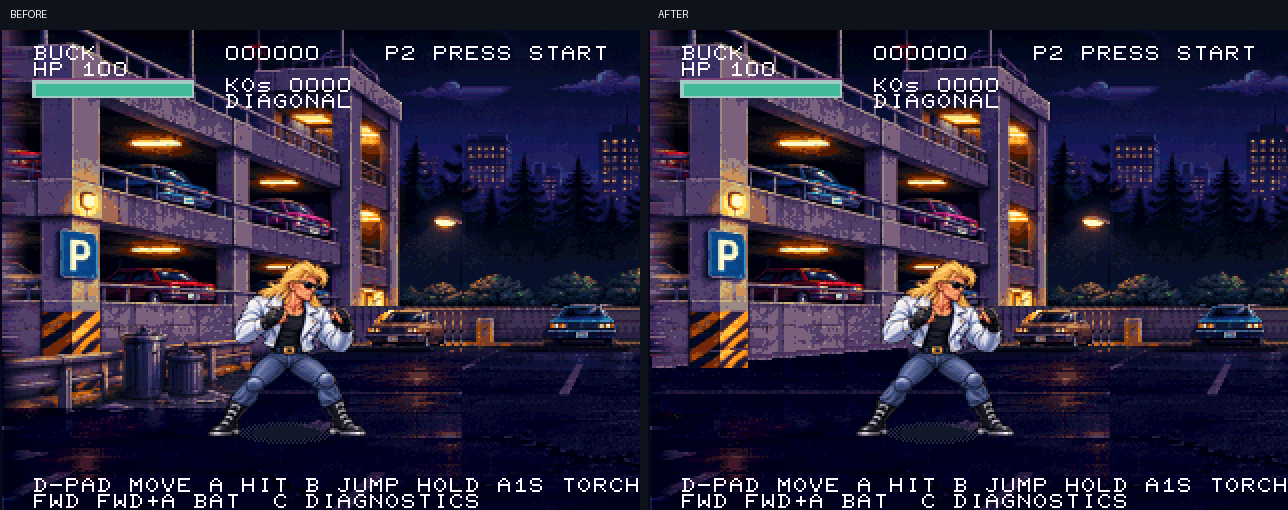 BEFORE
BUCK 000000 P2 PRESS START
HP 100
KOs 0000
DIAGONAL
P
D-PAD MOVE A HIT B JUMP HOLD A1S TORCH
FWD FWD+A BAT C DIAGNOSTICS
AFTER
BUCK 000000 P2 PRESS START
HP 100
KOs 0000
DIAGONAL
P
D-PAD MOVE A HIT B JUMP HOLD A1S TORCH
FWD FWD+A BAT C DIAGNOSTICS